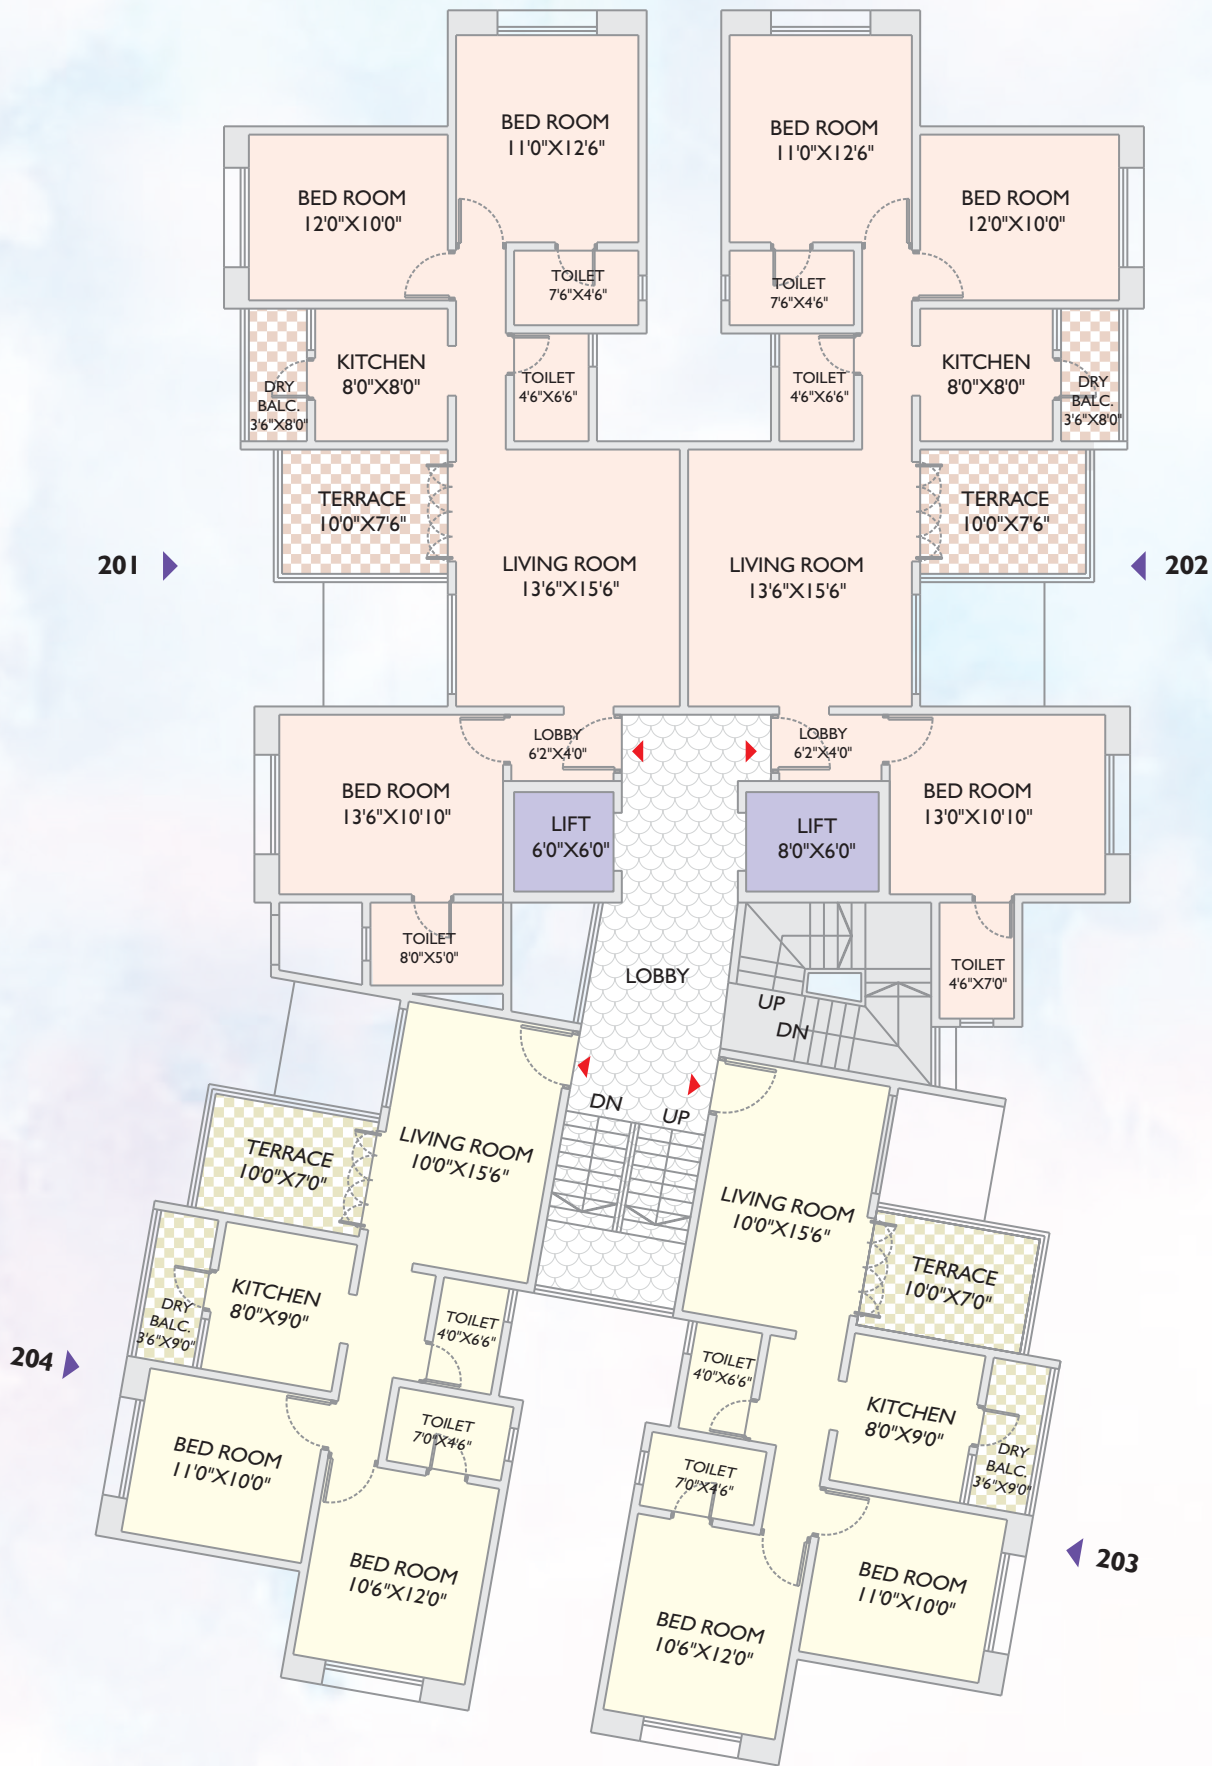 BED ROOM
11'0"X12'6"
BED ROOM
11'0"X12'6"
BED ROOM
12'0"X10'0"
BED ROOM
12'0"X10'0"
TOILET
7'6"X4'6"
TOILET
7'6"X4'6"
KITCHEN
8'0"X8'0"
KITCHEN
8'0"X8'0"
DRY
BALC.
3'6"X8'0"
TOILET
4'6"X6'6"
TOILET
4'6"X6'6"
DRY
BALC.
3'6"X8'0"
TERRACE
10'0"X7'6"
TERRACE
10'0"X7'6"
201
LIVING ROOM
13'6"X15'6"
LIVING ROOM
13'6"X15'6"
202
LOBBY
6'2"X4'0"
LOBBY
6'2"X4'0"
BED ROOM
13'6"X10'10"
BED ROOM
13'0"X10'10"
LIFT
6'0"X6'0"
LIFT
8'0"X6'0"
TOILET
8'0"X5'0"
LOBBY
TOILET
4'6"X7'0"
UP
DN
DN
UP
LIVING ROOM
10'0"X15'6"
TERRACE
10'0"X7'0"
LIVING ROOM
10'0"X15'6"
TERRACE
10'0"X7'0"
KITCHEN
8'0"X9'0"
DRY
BALC.
3'6"X9'0"
TOILET
4'0"X6'6"
204
TOILET
4'0"X6'6"
KITCHEN
8'0"X9'0"
TOILET
7'0"X4'6"
BED ROOM
11'0"X10'0"
TOILET
7'0"X4'6"
DRY
BALC.
3'6"X9'0"
203
BED ROOM
10'6"X12'0"
BED ROOM
11'0"X10'0"
BED ROOM
10'6"X12'0"